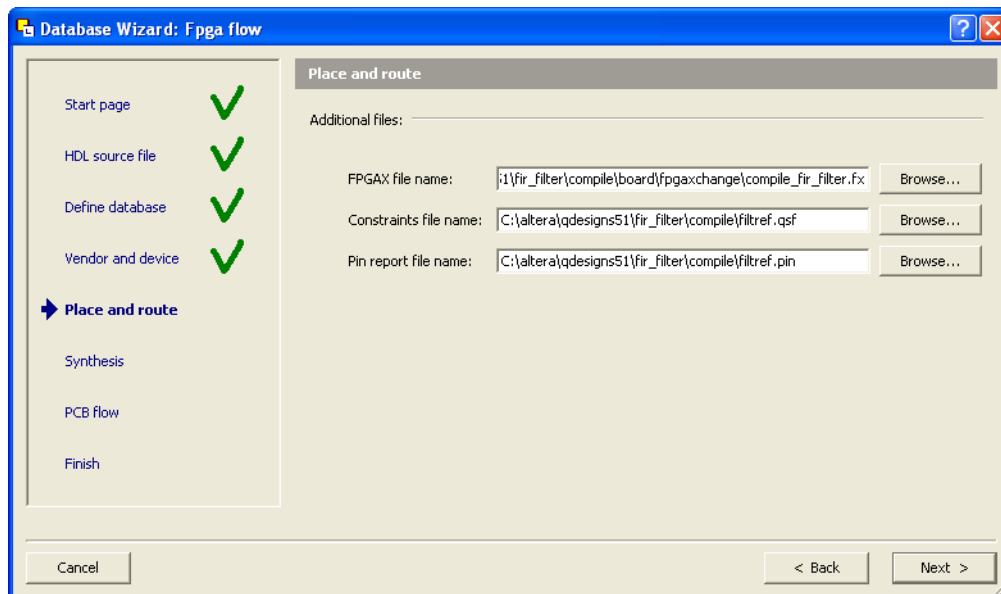 Database Wizard: Fpga flow
Start page
HDL source file
Define database
Vendor and device
Place and route
Synthesis
PCB flow
Finish
Place and route
Additional files:
FPGAX file name: i1\fir_filter\compile\board\fpgaxchange\compile_fir_filter.fx Browse...
Constraints file name: C:\altera\qdesigns51\fir_filter\compile\filtref.qsf Browse...
Pin report file name: C:\altera\qdesigns51\fir_filter\compile\filtref.pin Browse...
Cancel < Back Next >